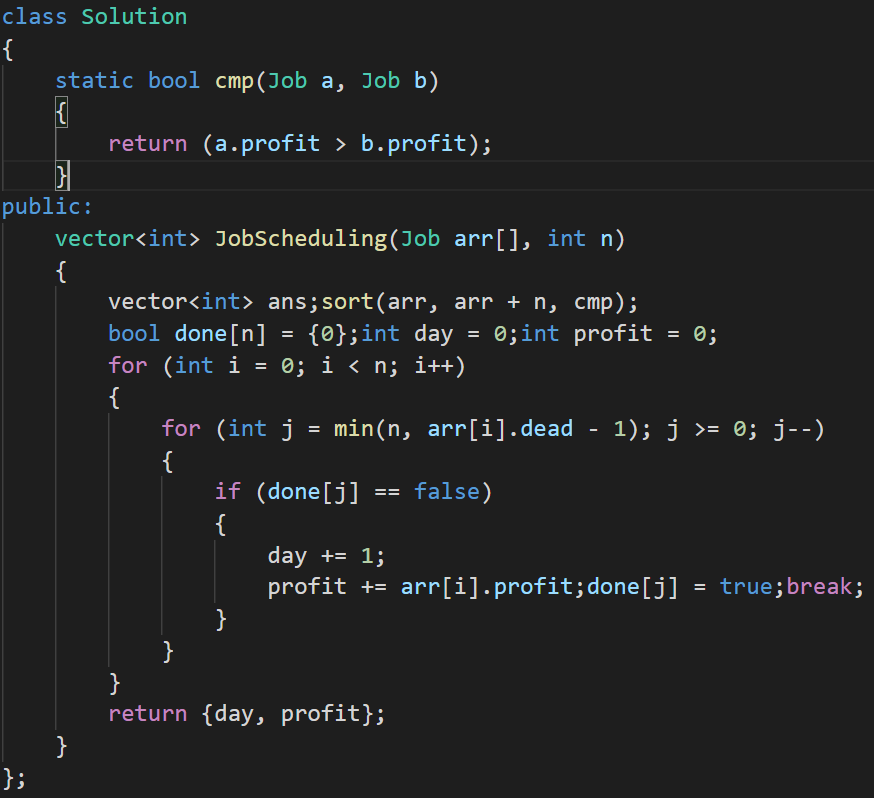 class Solution
{
    static bool cmp(Job a, Job b)
    {
        return (a.profit > b.profit);
    }
public:
    vector<int> JobScheduling(Job arr[], int n)
    {
        vector<int> ans;sort(arr, arr + n, cmp);
        bool done[n] = {0};int day = 0;int profit = 0;
        for (int i = 0; i < n; i++)
        {
            for (int j = min(n, arr[i].dead - 1); j >= 0; j--)
            {
                if (done[j] == false)
                {
                    day += 1;
                    profit += arr[i].profit;done[j] = true;break;
                }
            }
        }
        return {day, profit};
    }
};